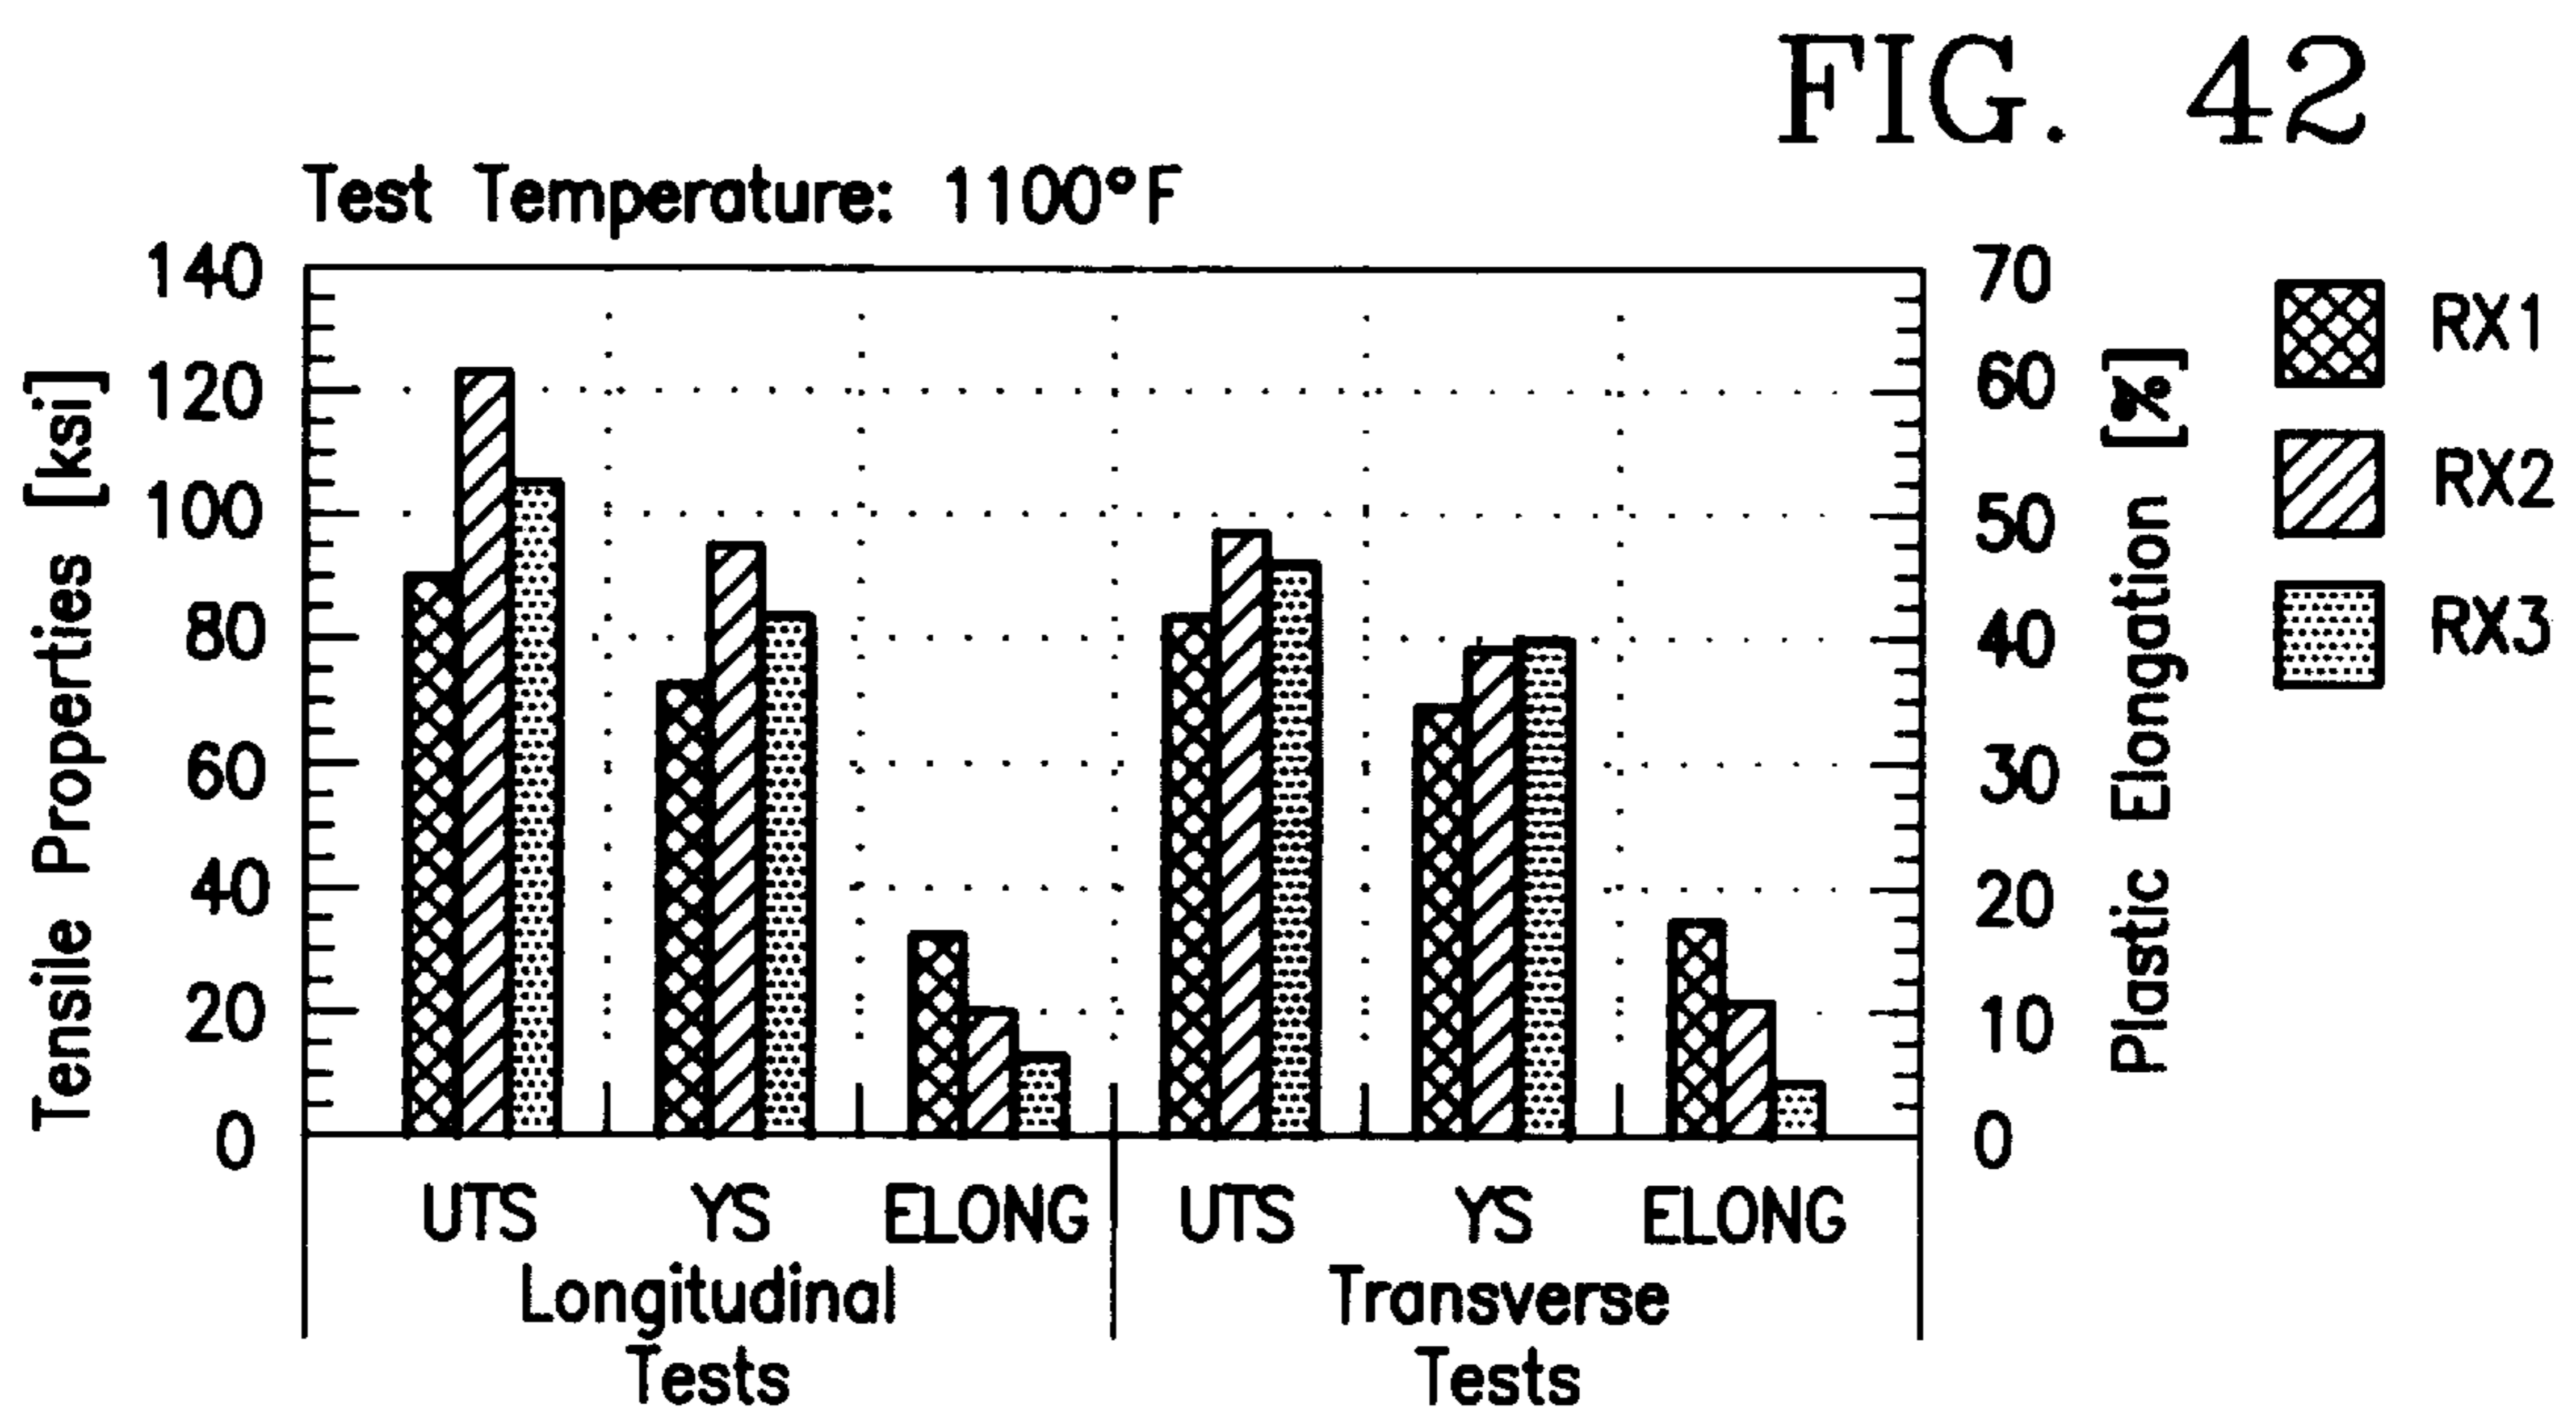 FIG. 42
Test Temperature: 1100°F
Tensile Properties [ksi]
140
120
100
80
60
40
20
0
70
60
50
40
30
20
10
0
Plastic Elongation [%]
RX1
RX2
RX3
UTS YS ELONG UTS YS ELONG
Longitudinal Tests
Transverse Tests